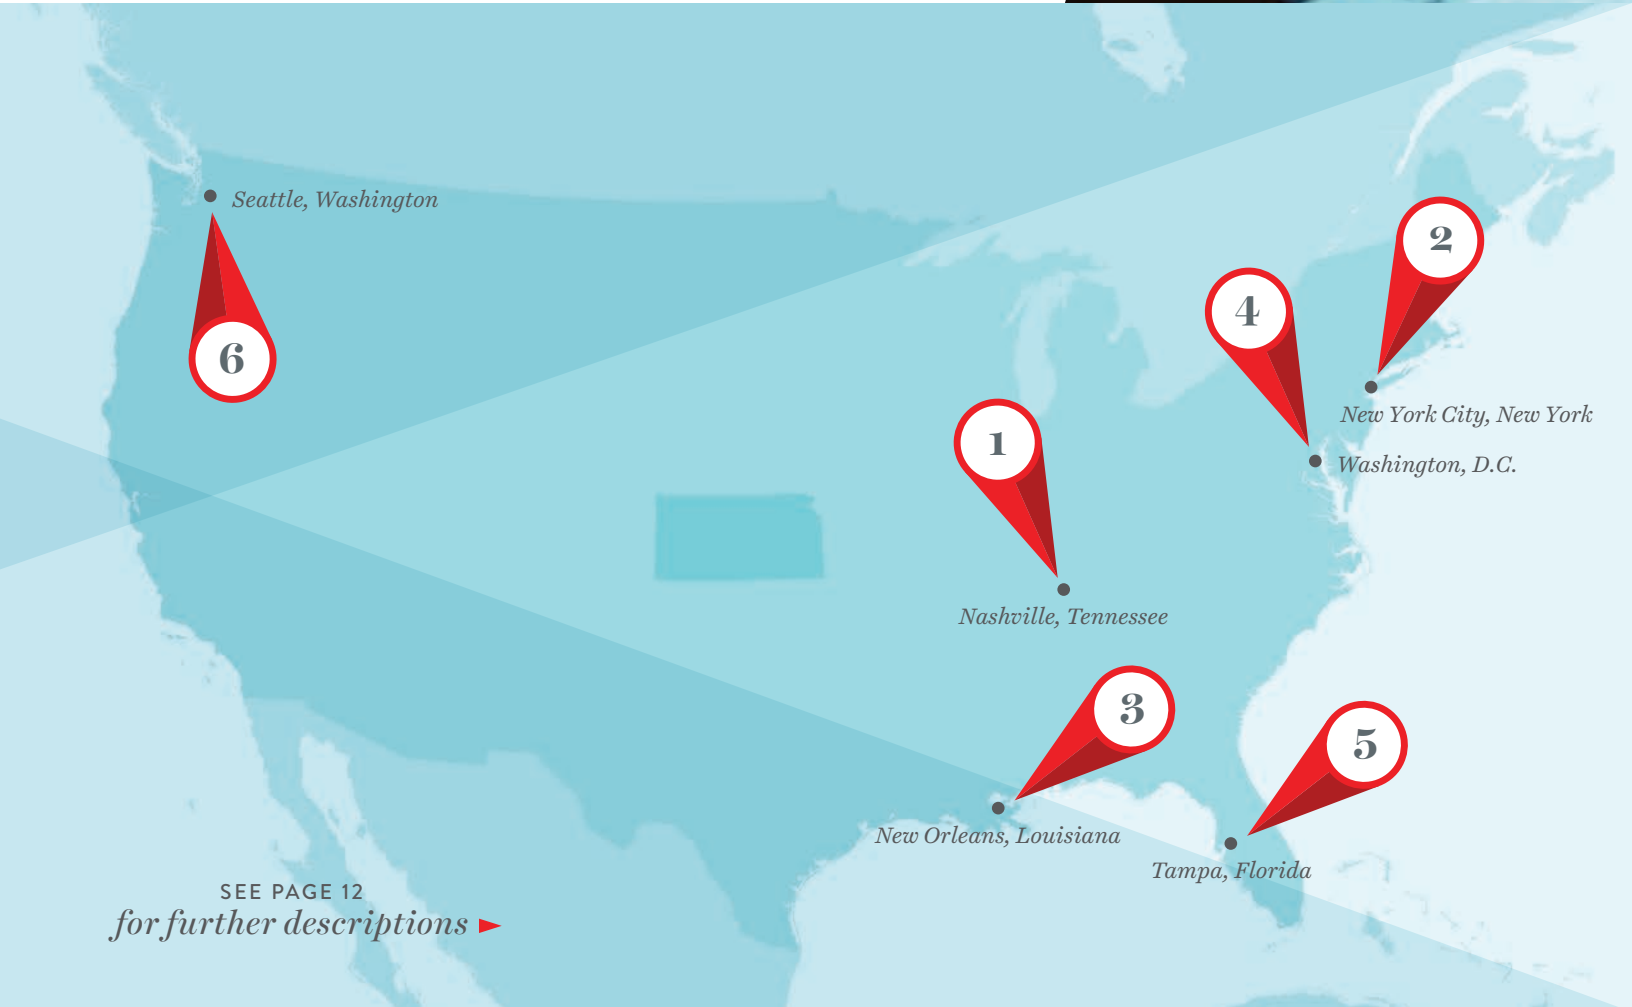 Seattle, Washington
6
2
4
New York City, New York
Washington, D.C.
1
Nashville, Tennessee
3
5
New Orleans, Louisiana
Tampa, Florida
SEE PAGE 12
for further descriptions